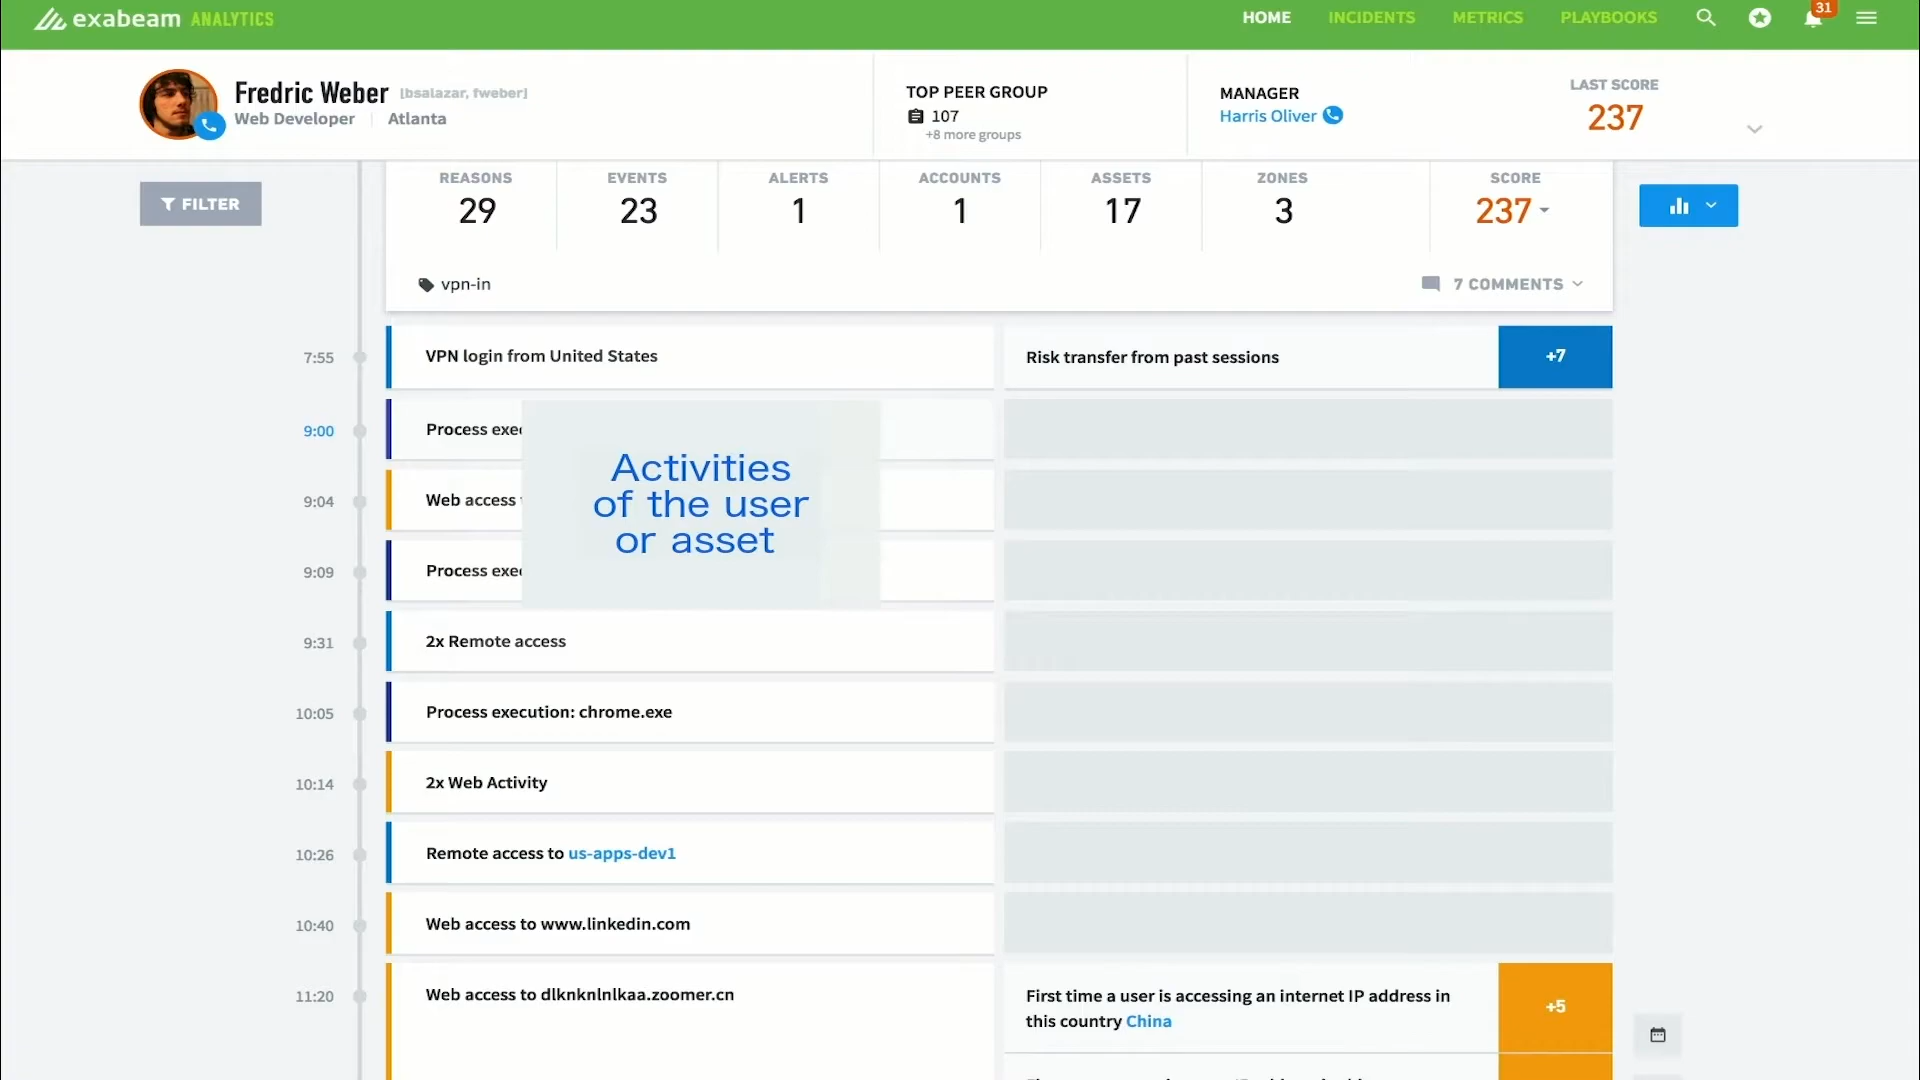 exabeam ANALYTICS
HOME INCIDENTS METRICS PLAYBOOKS 31
Fredric Weber [bsalazar, fweber]
Web Developer Atlanta
TOP PEER GROUP
107
+8 more groups
MANAGER
Harris Oliver
LAST SCORE
237
FILTER
REASONS EVENTS ALERTS ACCOUNTS ASSETS ZONES SCORE
29 23 1 1 17 3 237
vpn-in 7 COMMENTS
7:55 VPN login from United States Risk transfer from past sessions +7
9:00 Process exe
9:04 Web access
9:09 Process exe
Activities
of the user
or asset
9:31 2x Remote access
10:05 Process execution: chrome.exe
10:14 2x Web Activity
10:26 Remote access to us-apps-dev1
10:40 Web access to www.linkedin.com
11:20 Web access to dlknknlnlkaa.zoomer.cn
First time a user is accessing an internet IP address in
this country China
+5